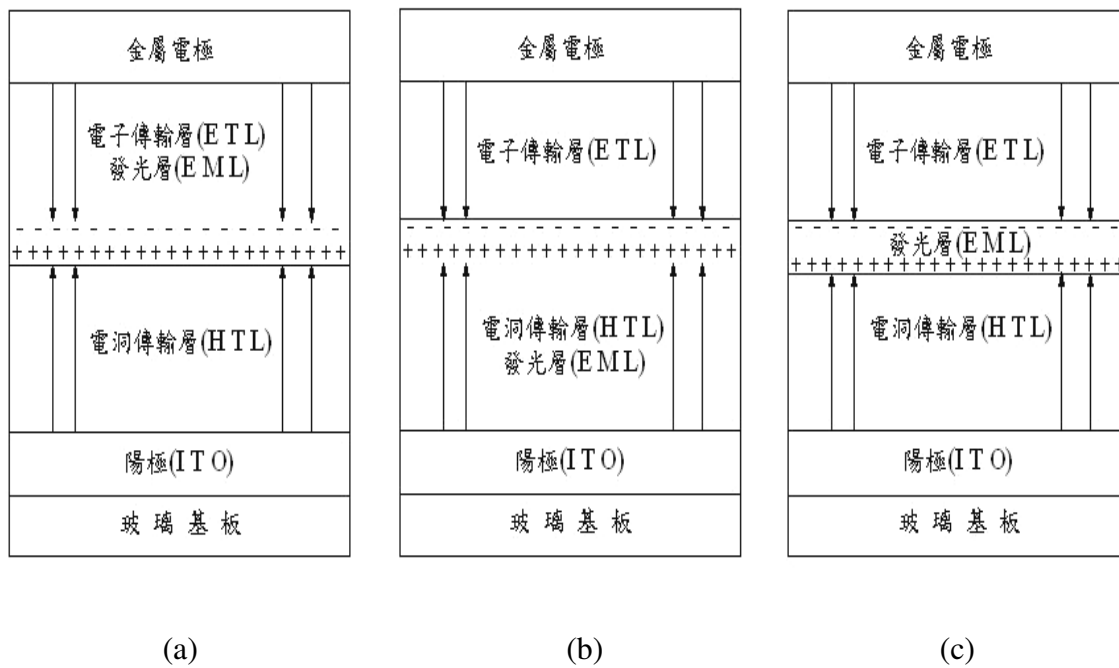 金屬電極
電子傳輸層(ETL)
發光層(EML)
電洞傳輸層(HTL)
陽極(ITO)
玻璃基板
(a)
金屬電極
電子傳輸層(ETL)
電洞傳輸層(HTL)
發光層(EML)
陽極(ITO)
玻璃基板
(b)
金屬電極
電子傳輸層(ETL)
發光層(EML)
電洞傳輸層(HTL)
陽極(ITO)
玻璃基板
(c)